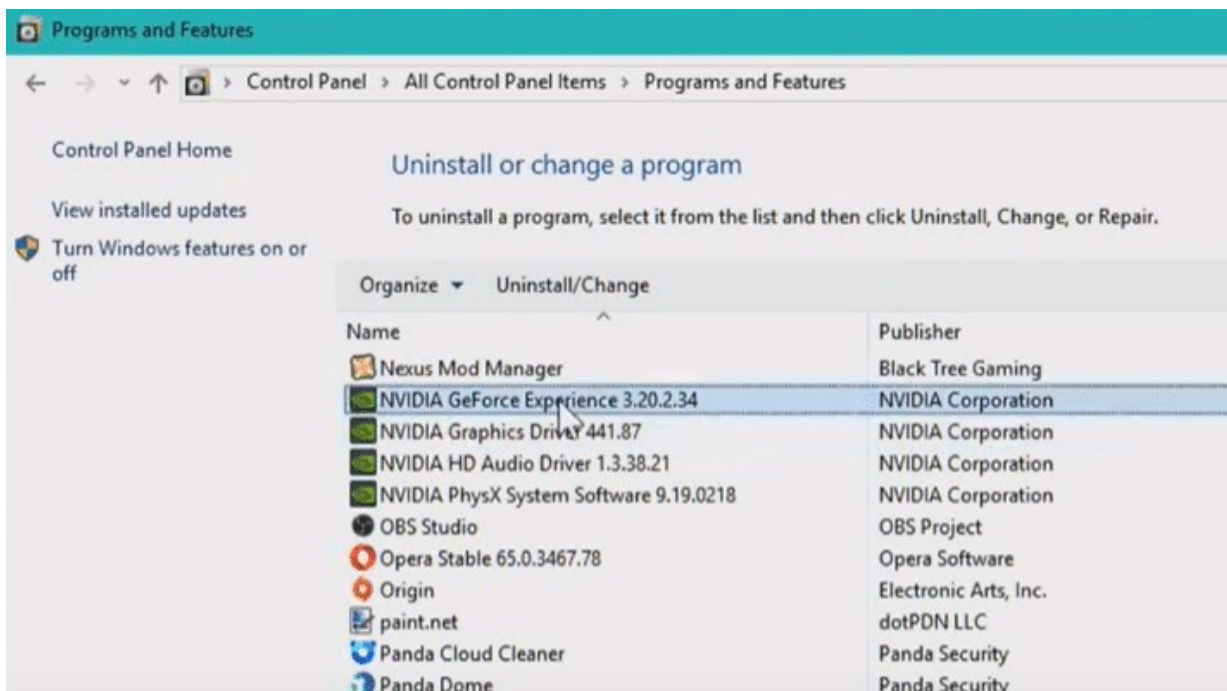 Programs and Features
Control Panel > All Control Panel Items > Programs and Features
Control Panel Home
View installed updates
Turn Windows features on or
off
Uninstall or change a program
To uninstall a program, select it from the list and then click Uninstall, Change, or Repair.
Organize Uninstall/Change
Name Publisher
Nexus Mod Manager Black Tree Gaming
NVIDIA GeForce Experience 3.20.2.34 NVIDIA Corporation
NVIDIA Graphics Driver 441.87 NVIDIA Corporation
NVIDIA HD Audio Driver 1.3.38.21 NVIDIA Corporation
NVIDIA PhysX System Software 9.19.0218 NVIDIA Corporation
OBS Studio OBS Project
Opera Stable 65.0.3467.78 Opera Software
Origin Electronic Arts, Inc.
paint.net dotPDN LLC
Panda Cloud Cleaner Panda Security
Panda Dome Panda Security